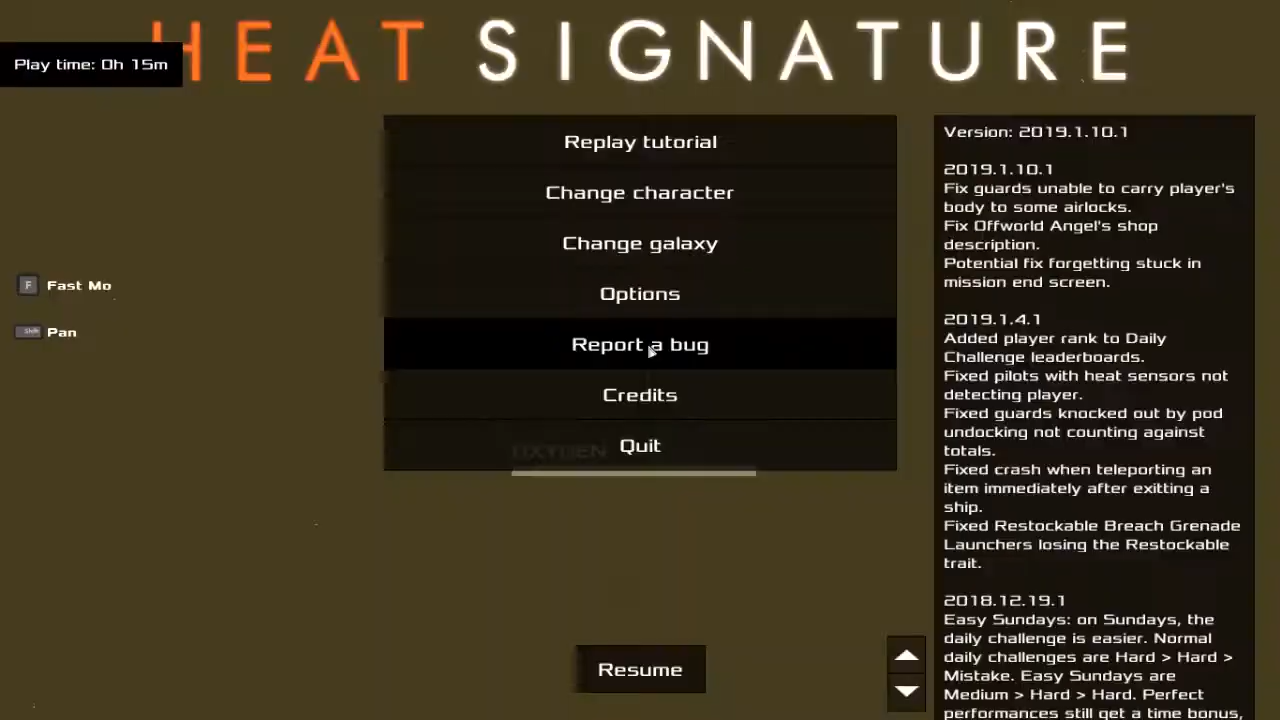 HEAT SIGNATURE
Play time: 0h 15m
Replay tutorial
Change character
Change galaxy
Options
Report a bug
Credits
Quit
OXYGEN
Resume
F Fast Mo
Shift Pan
Version: 2019.1.10.1
2019.1.10.1
Fix guards unable to carry player's
body to some airlocks.
Fix Offworld Angel's shop
description.
Potential fix forgetting stuck in
mission end screen.
2019.1.4.1
Added player rank to Daily
Challenge leaderboards.
Fixed pilots with heat sensors not
detecting player.
Fixed guards knocked out by pod
undocking not counting against
totals.
Fixed crash when teleporting an
item immediately after exitting a
ship.
Fixed Restockable Breach Grenade
Launchers losing the Restockable
trait.
2018.12.19.1
Easy Sundays: on Sundays, the
daily challenge is easier. Normal
daily challenges are Hard > Hard >
Mistake. Easy Sundays are
Medium > Hard > Hard. Perfect
performances still get a time bonus,